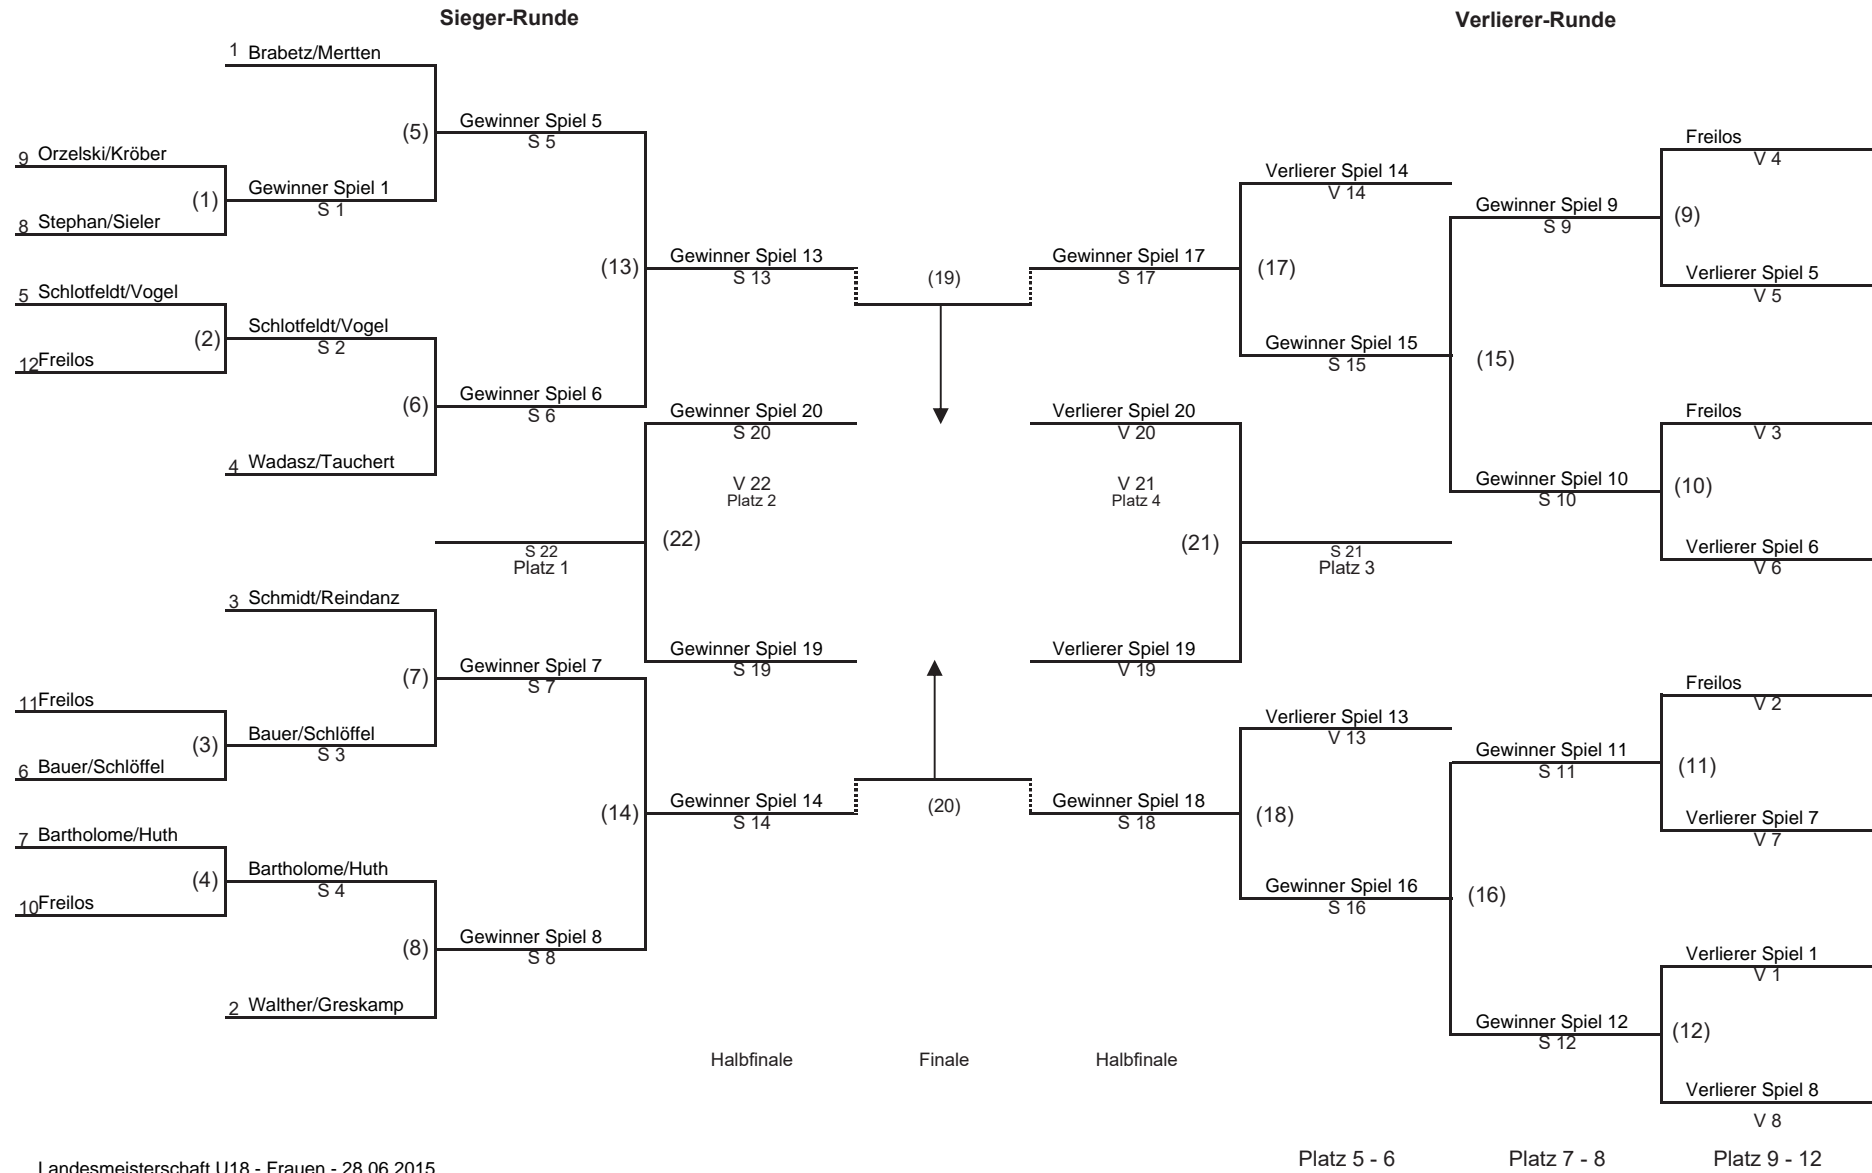 Sieger-Runde
Verlierer-Runde
1 Brabetz/Mertten
(5)
Gewinner Spiel 5
S 5
9 Orzelski/Kröber
(1)
Gewinner Spiel 1
S 1
8 Stephan/Sieler
(13)
Gewinner Spiel 13
S 13
5 Schlotfeldt/Vogel
(2)
Schlotfeldt/Vogel
S 2
12 Freilos
(6)
Gewinner Spiel 6
S 6
4 Wadasz/Tauchert
Gewinner Spiel 20
S 20
V 22
Platz 2
(22)
S 22
Platz 1
3 Schmidt/Reindanz
(7)
Gewinner Spiel 7
S 7
Gewinner Spiel 19
S 19
11 Freilos
(3)
Bauer/Schlöffel
S 3
6 Bauer/Schlöffel
(14)
Gewinner Spiel 14
S 14
7 Bartholome/Huth
(4)
Bartholome/Huth
S 4
10 Freilos
(8)
Gewinner Spiel 8
S 8
2 Walther/Greskamp
(19)
(20)
Gewinner Spiel 17
S 17
(17)
Verlierer Spiel 14
V 14
Gewinner Spiel 15
S 15
(15)
Gewinner Spiel 9
S 9
(9)
Freilos
V 4
Verlierer Spiel 5
V 5
Gewinner Spiel 10
S 10
(10)
Freilos
V 3
Verlierer Spiel 6
V 6
Verlierer Spiel 20
V 20
V 21
Platz 4
(21)
S 21
Platz 3
Verlierer Spiel 19
V 19
Verlierer Spiel 13
V 13
Gewinner Spiel 18
S 18
(18)
Gewinner Spiel 16
S 16
(16)
Gewinner Spiel 11
S 11
(11)
Freilos
V 2
Verlierer Spiel 7
V 7
Gewinner Spiel 12
S 12
(12)
Verlierer Spiel 1
V 1
Verlierer Spiel 8
V 8
Halbfinale
Finale
Halbfinale
Platz 5 - 6
Platz 7 - 8
Platz 9 - 12
Landesmeisterschaft U18 - Frauen - 28.06.2015